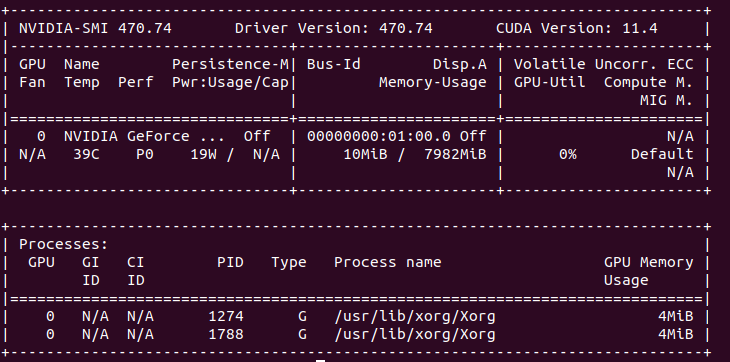 +-----------------------------------------------------------------------------+
| NVIDIA-SMI 470.74       Driver Version: 470.74       CUDA Version: 11.4     |
|-------------------------------+----------------------+----------------------+
| GPU  Name        Persistence-M| Bus-Id        Disp.A | Volatile Uncorr. ECC |
| Fan  Temp  Perf  Pwr:Usage/Cap|         Memory-Usage | GPU-Util  Compute M. |
|                               |                      |               MIG M. |
|===============================+======================+======================|
|   0  NVIDIA GeForce ...  Off  | 00000000:01:00.0 Off |                  N/A |
| N/A   39C    P0    19W /  N/A |     10MiB /  7982MiB |      0%      Default |
|                               |                      |                  N/A |
+-------------------------------+----------------------+----------------------+
+-----------------------------------------------------------------------------+
| Processes:                                                                  |
|  GPU   GI   CI        PID   Type   Process name                  GPU Memory |
|        ID   ID                                                   Usage      |
|=============================================================================|
|    0   N/A  N/A      1274      G   /usr/lib/xorg/Xorg                  4MiB |
|    0   N/A  N/A      1788      G   /usr/lib/xorg/Xorg                  4MiB |
+-----------------------------------------------------------------------------+